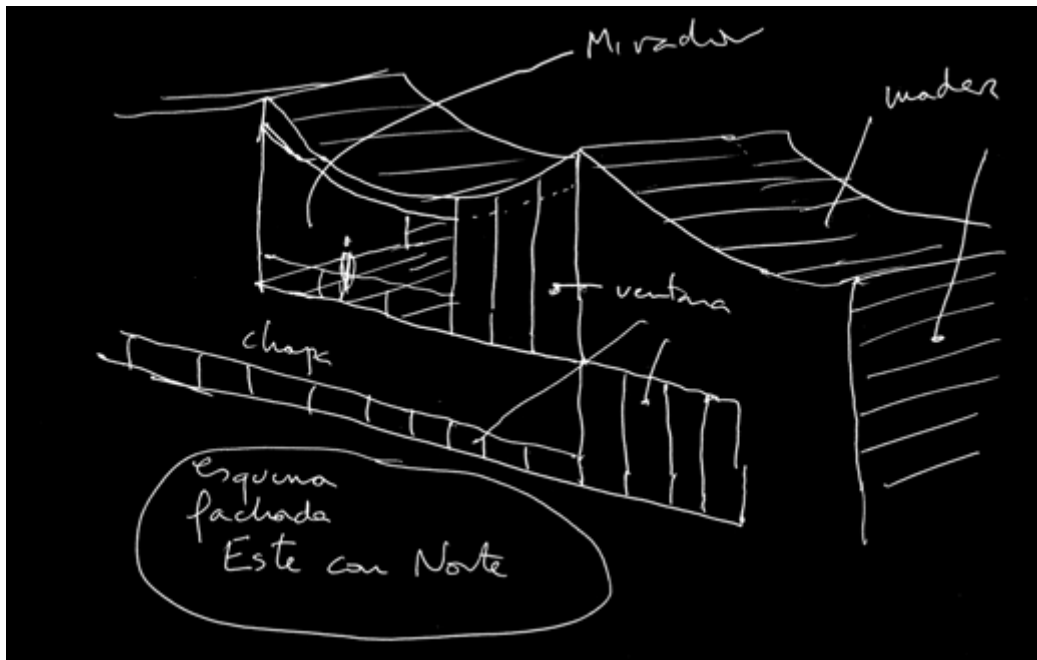 Mirador
madera
ventana
chapa
esquina
fachada
Este con Norte